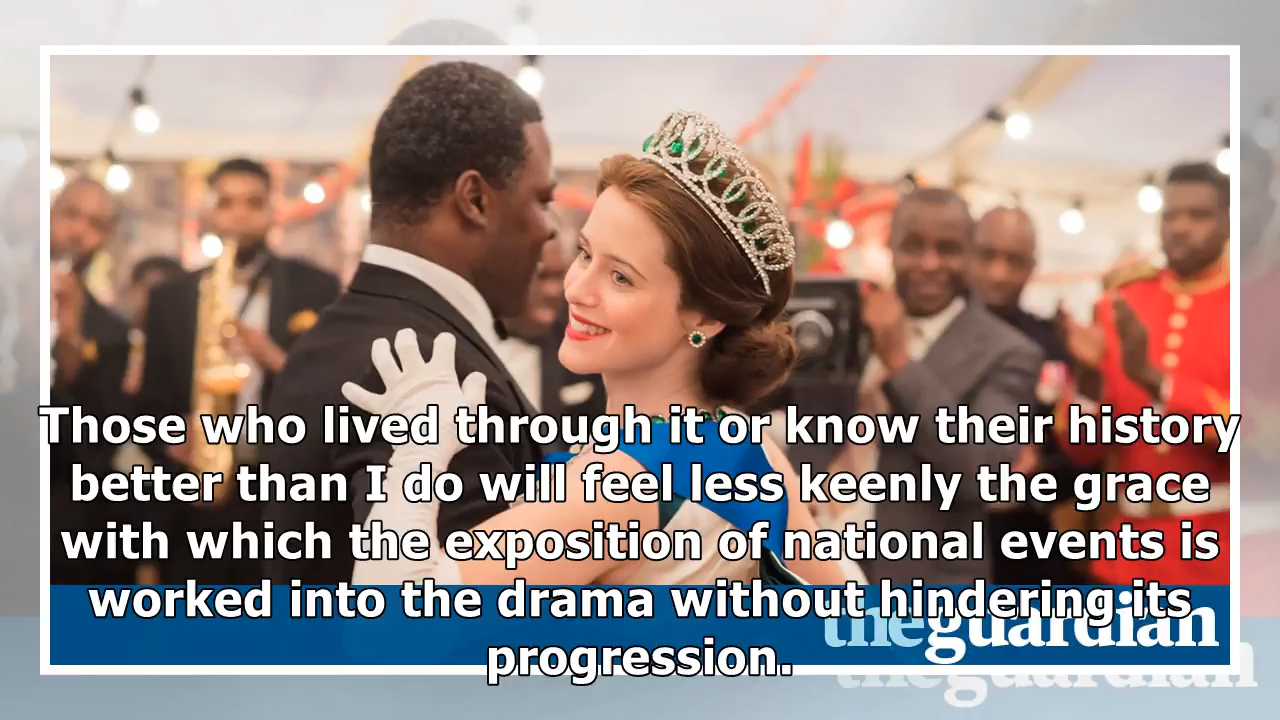 Those who lived through it or know their history
better than I do will feel less keenly the grace
with which the exposition of national events is
worked into the drama without hindering its
progression.
theguardian
theguardian